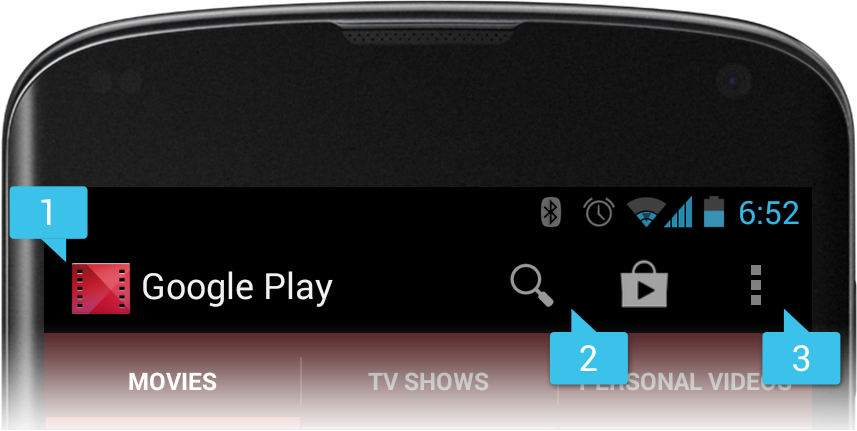 6:52
1
Google Play
2
3
MOVIES
TV SHOWS
PERSONAL VIDEOS